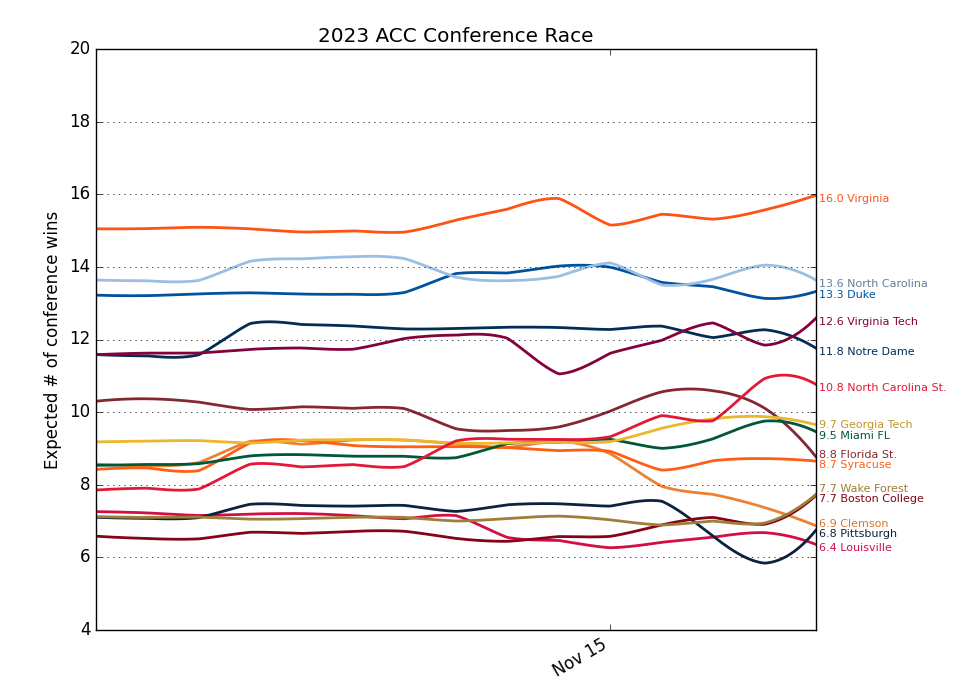 2023 ACC Conference Race
Expected # of conference wins
20
18
16
14
12
10
8
6
4
Nov 15
16.0 Virginia
13.6 North Carolina
13.3 Duke
12.6 Virginia Tech
11.8 Notre Dame
10.8 North Carolina St.
9.7 Georgia Tech
9.5 Miami FL
8.8 Florida St.
8.7 Syracuse
7.7 Wake Forest
7.7 Boston College
6.9 Clemson
6.8 Pittsburgh
6.4 Louisville